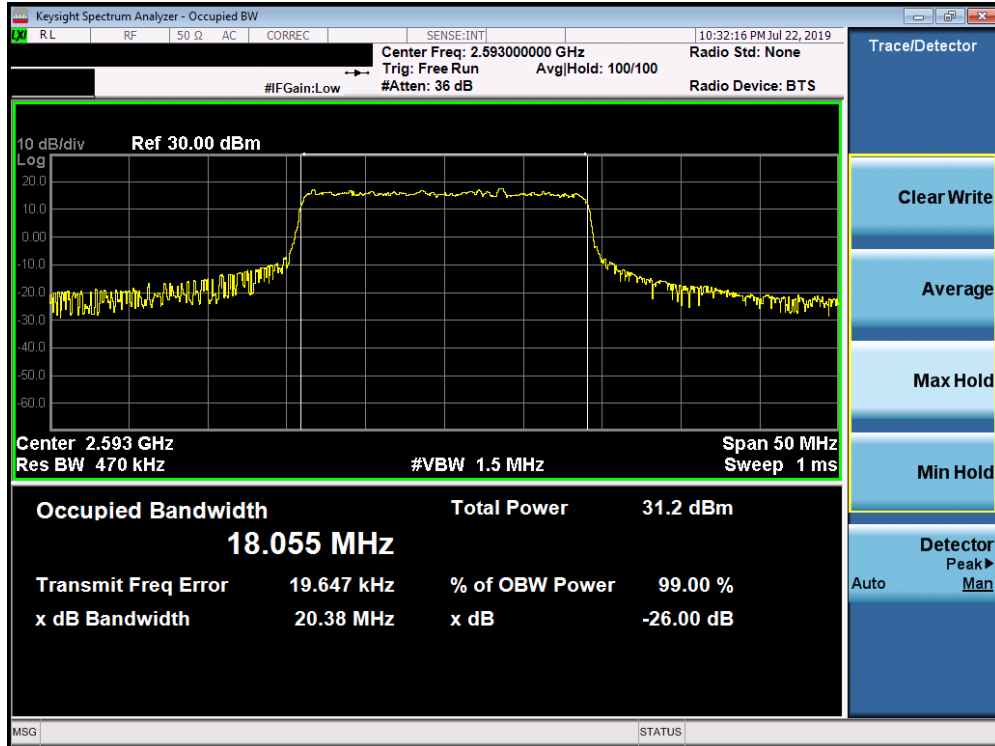 Keysight Spectrum Analyzer - Occupied BW
LXI RL RF 50 Ω AC CORREC SENSE:INT 10:32:16 PM Jul 22, 2019
Center Freq: 2.593000000 GHz Radio Std: None
Trig: Free Run Avg|Hold: 100/100
#IFGain:Low #Atten: 36 dB Radio Device: BTS
10 dB/div Ref 30.00 dBm
Log
20.0
10.0
0.00
-10.0
-20.0
-30.0
-40.0
-50.0
-60.0
Center 2.593 GHz Span 50 MHz
Res BW 470 kHz #VBW 1.5 MHz Sweep 1 ms
Occupied Bandwidth Total Power 31.2 dBm
18.055 MHz
Transmit Freq Error 19.647 kHz % of OBW Power 99.00 %
x dB Bandwidth 20.38 MHz x dB -26.00 dB
MSG STATUS
Trace/Detector
Clear Write
Average
Max Hold
Min Hold
Detector
Peak▶
Auto Man